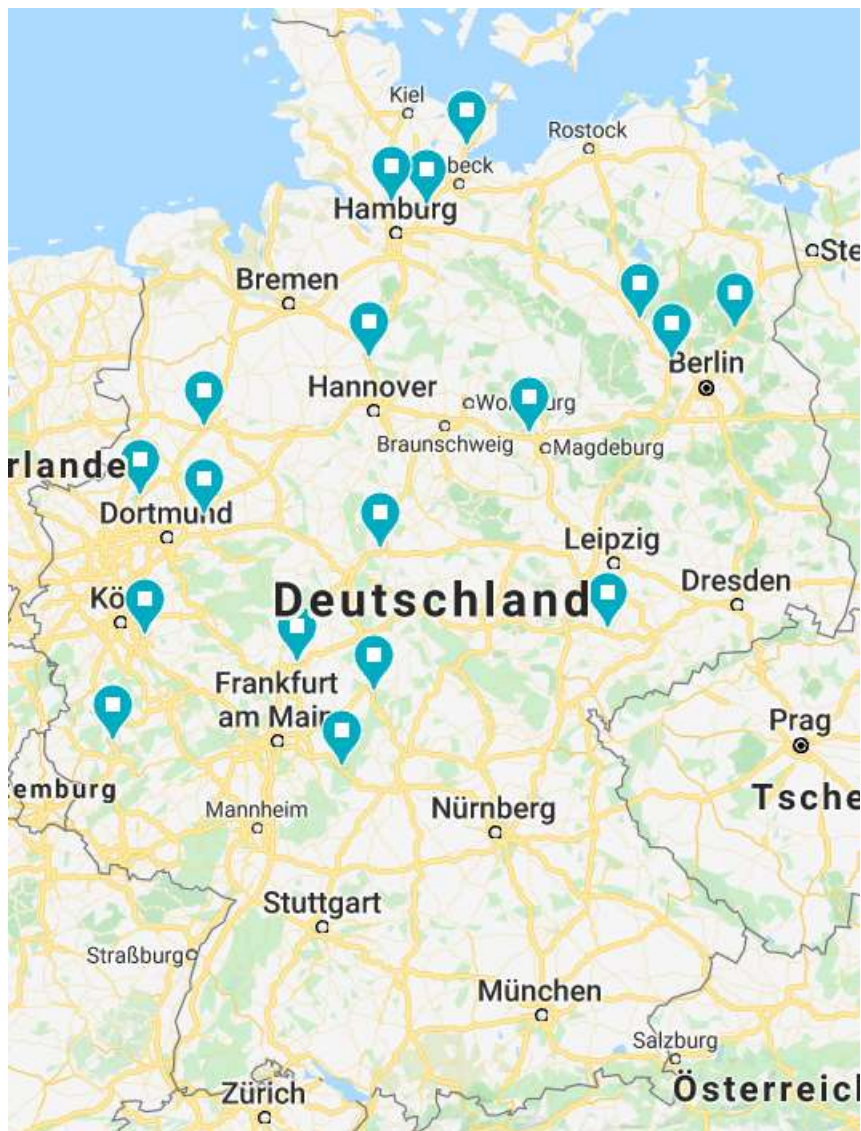 Kiel
Rostock
beck
Hamburg
Ste
Bremen
Berlin
Hannover
Wo
urg
Braunschweig
Magdeburg
rlande
Dortmund
Leipzig
Deutschland
Dresden
Kö
Frankfurt
am Main
Prag
emburg
Tsche
Mannheim
Nürnberg
Stuttgart
Straßburg
München
Salzburg
Österreich
Zürich